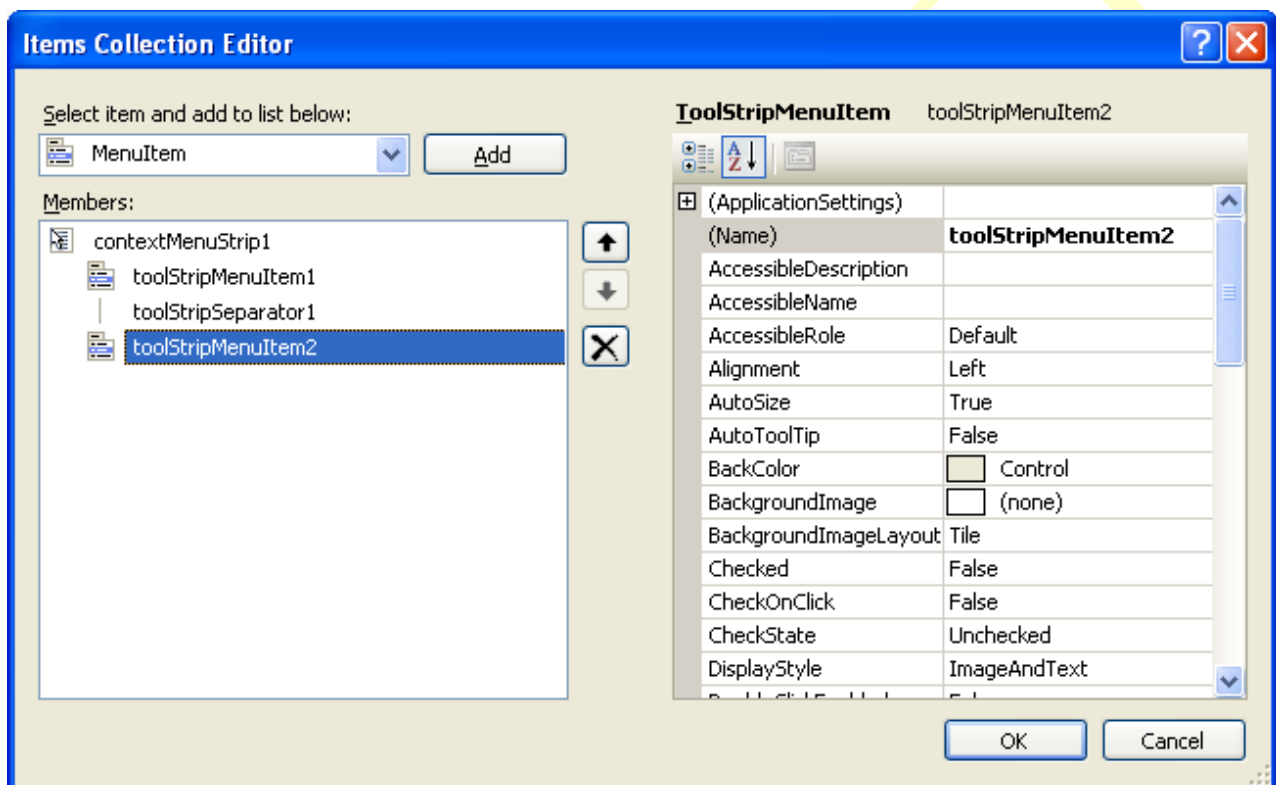 Items Collection Editor
Select item and add to list below:
MenuItem
Add
Members:
contextMenuStrip1
toolStripMenuItem1
toolStripSeparator1
toolStripMenuItem2
ToolStripMenuItem toolStripMenuItem2
(ApplicationSettings)
(Name) toolStripMenuItem2
AccessibleDescription
AccessibleName
AccessibleRole Default
Alignment Left
AutoSize True
AutoToolTip False
BackColor Control
BackgroundImage (none)
BackgroundImageLayout Tile
Checked False
CheckOnClick False
CheckState Unchecked
DisplayStyle ImageAndText
OK Cancel